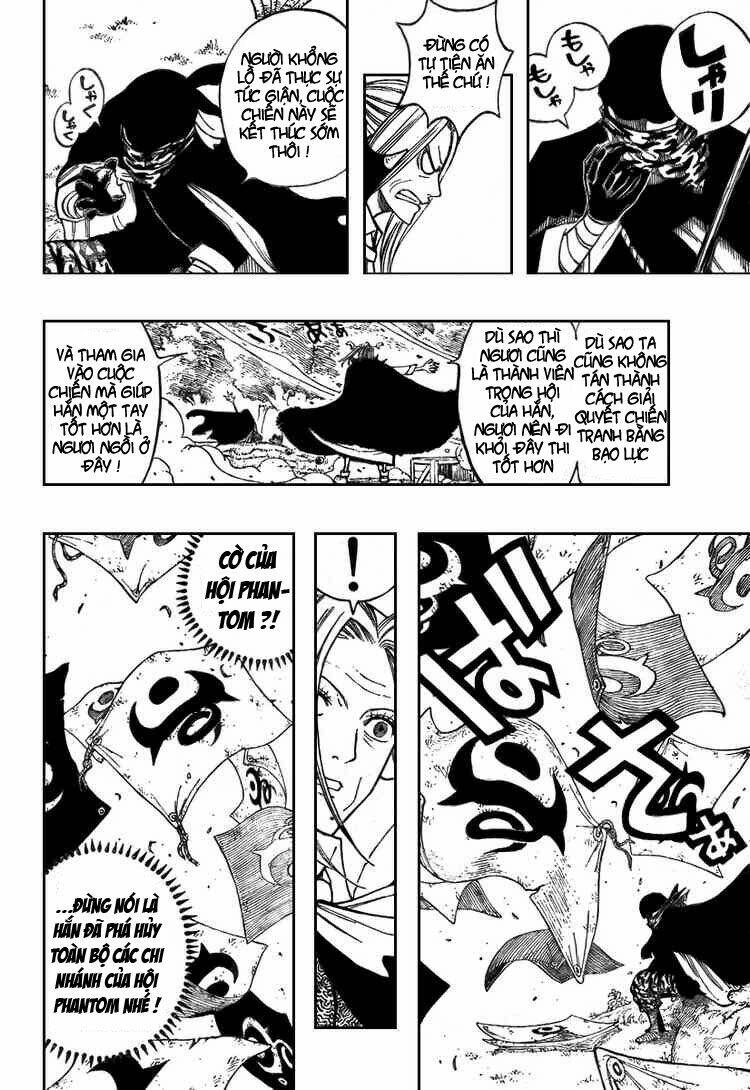 しゃり
もしゃ
もしゃ
ĐỪNG CÓ
TỰ TIỆN ĂN
THẾ CHỨ !
NGƯỜI KHỔNG
LỒ ĐÃ THỰC SỰ
TỨC GIẬN, CUỘC
CHIẾN NÀY SẼ
KẾT THÚC SỚM
THÔI !
しゃく
しゃく
DÙ SAO TA
CŨNG KHÔNG
TÁN THÀNH
CÁCH GIẢI
QUYẾT CHIẾN
TRANH BẰNG
BẠO LỰC
DÙ SAO THÌ
NGƯƠI CŨNG
LÀ THÀNH VIÊN
TRONG HỘI
CỦA HẮN,
NGƯƠI NÊN ĐI
KHỎI ĐÂY THI
TỐT HƠN
VÀ THAM GIA
VÀO CUỘC
CHIẾN MÀ GIÚP
HẮN MỘT TAY
TỐT HƠN LÀ
NGƯƠI NGỒI Ở
ĐÂY !
!
CỜ CỦA
HỘI PHAN-
TOM ?!
...ĐỪNG NÓI LÀ
HẮN ĐÃ PHÁ HỦY
TOÀN BỘ CÁC CHI
NHÁNH CỦA HỘI
PHANTOM NHÉ !